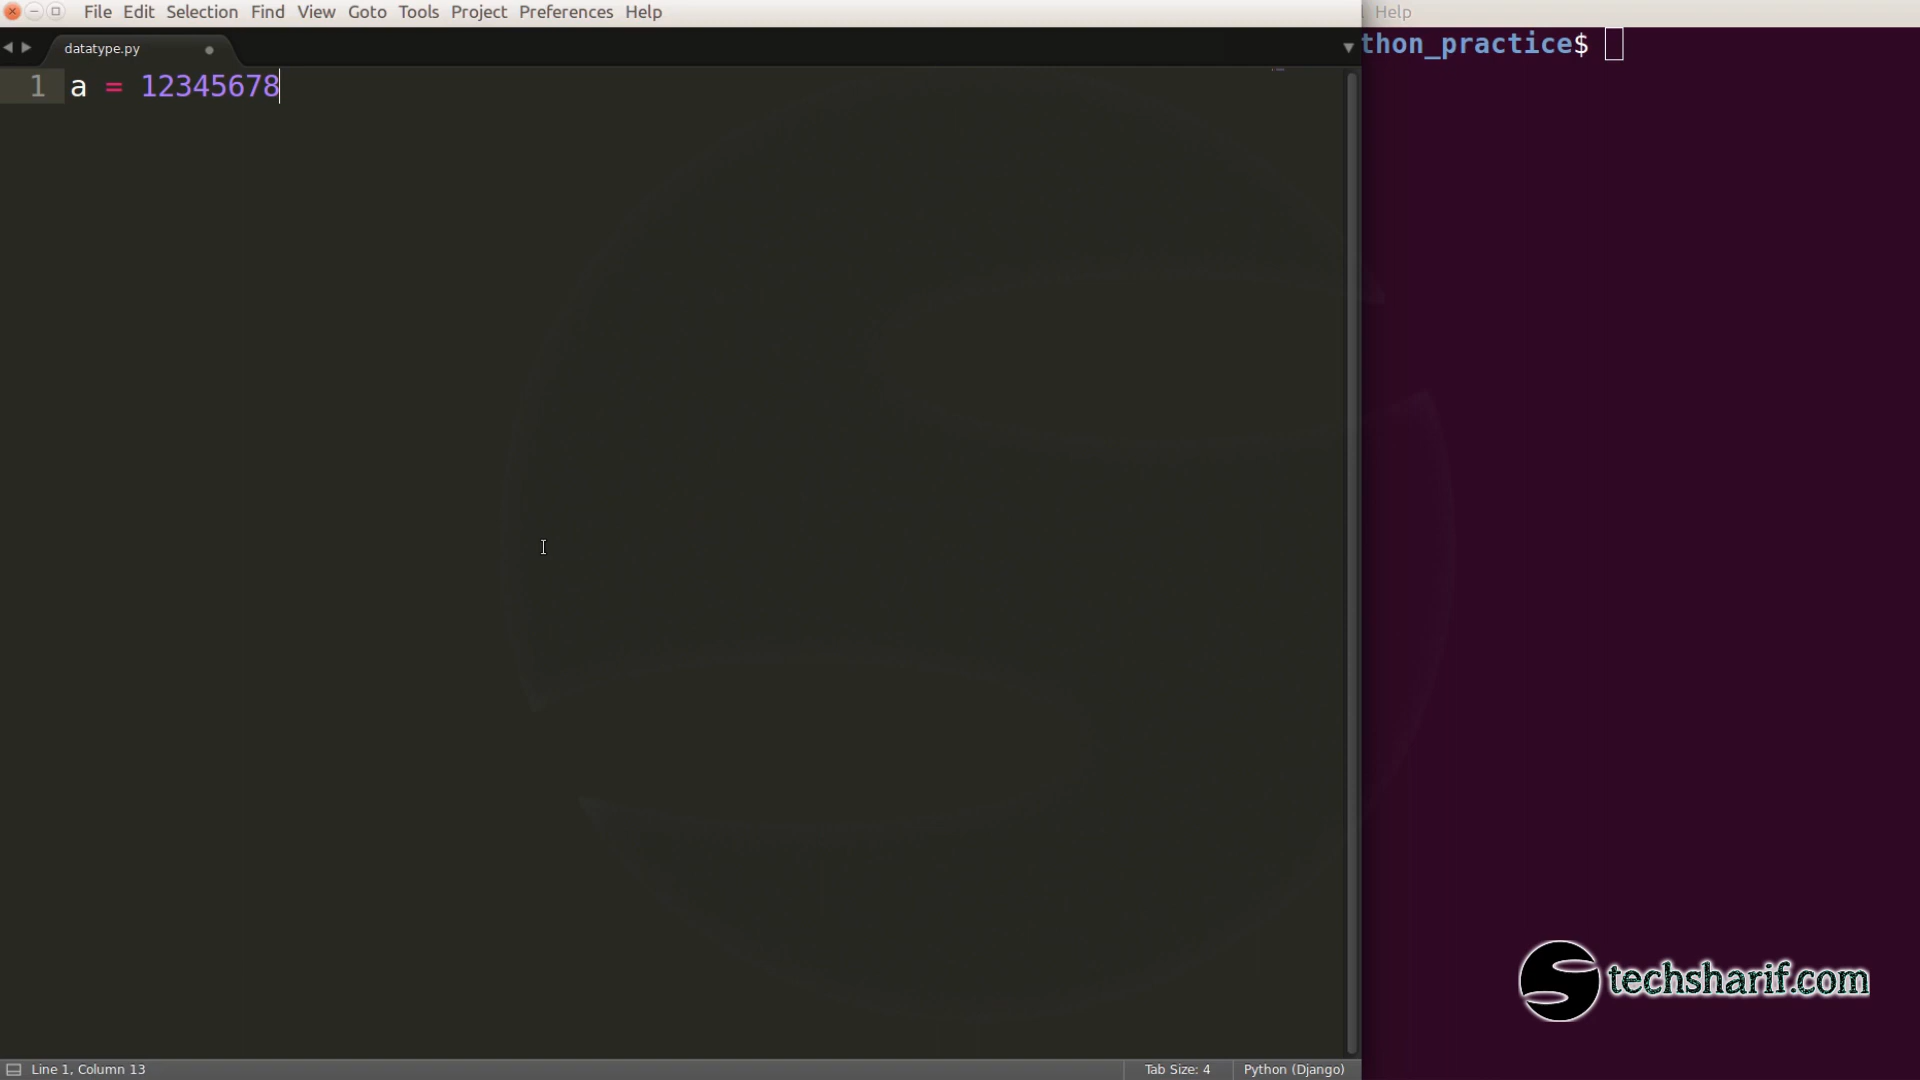 File Edit Selection Find View Goto Tools Project Preferences Help
Help
datatype.py
thon_practice$
1 a = 12345678
techsharif.com
Line 1, Column 13
Tab Size: 4
Python (Django)